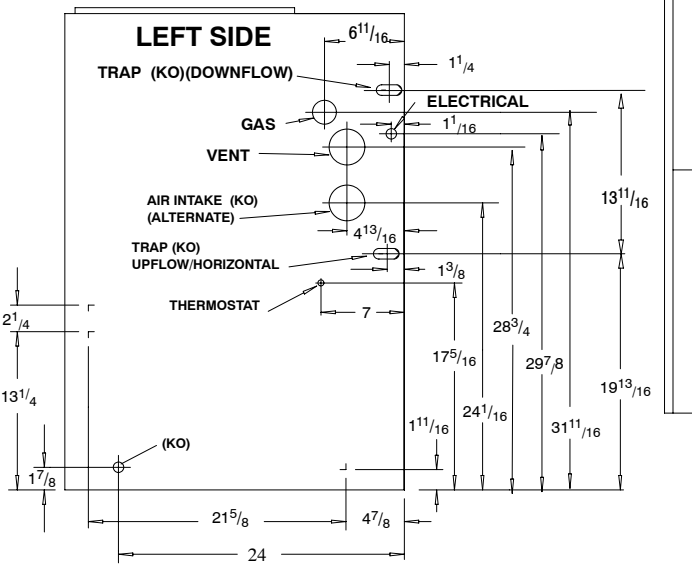 LEFT SIDE
6 11/16
TRAP (KO)(DOWNFLOW)
1 1/4
ELECTRICAL
GAS
1 1/16
VENT
AIR INTAKE (KO)
(ALTERNATE)
13 11/16
4 13/16
TRAP (KO)
UPFLOW/HORIZONTAL
1 3/8
THERMOSTAT
7
2 1/4
28 3/4
17 5/16
29 7/8
13 1/4
19 13/16
24 1/16
1 11/16
31 11/16
(KO)
1 7/8
21 5/8
4 7/8
24